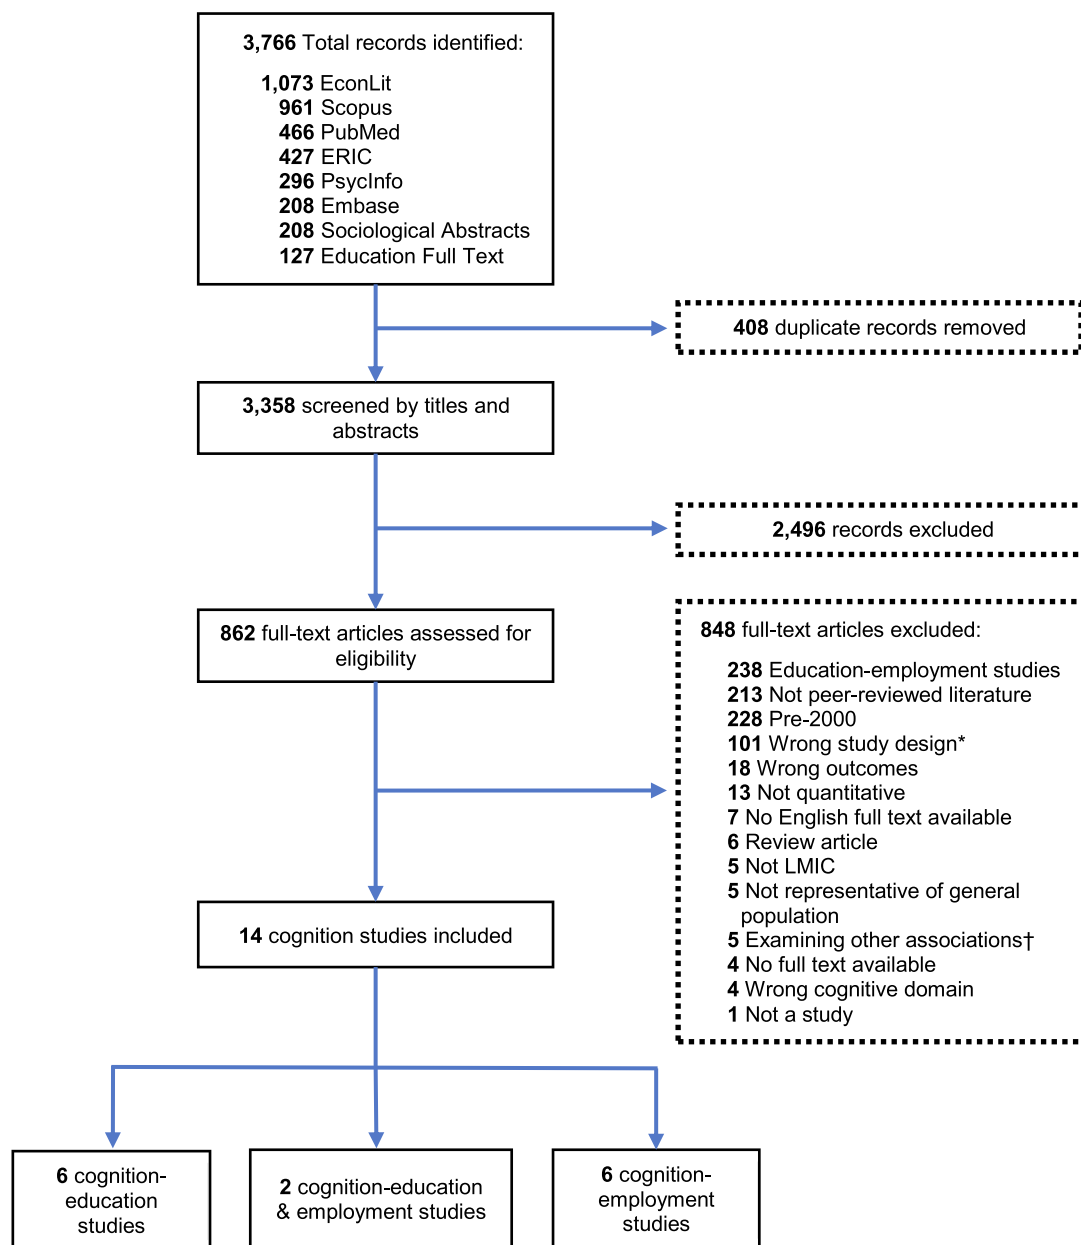 3,766 Total records identified:
1,073 EconLit
961 Scopus
466 PubMed
427 ERIC
296 PsycInfo
208 Embase
208 Sociological Abstracts
127 Education Full Text
408 duplicate records removed
3,358 screened by titles and
abstracts
2,496 records excluded
862 full-text articles assessed for
eligibility
848 full-text articles excluded:
238 Education-employment studies
213 Not peer-reviewed literature
228 Pre-2000
101 Wrong study design*
18 Wrong outcomes
13 Not quantitative
7 No English full text available
6 Review article
5 Not LMIC
5 Not representative of general
population
5 Examining other associations†
4 No full text available
4 Wrong cognitive domain
1 Not a study
14 cognition studies included
6 cognition-
education
studies
2 cognition-education
& employment studies
6 cognition-
employment
studies